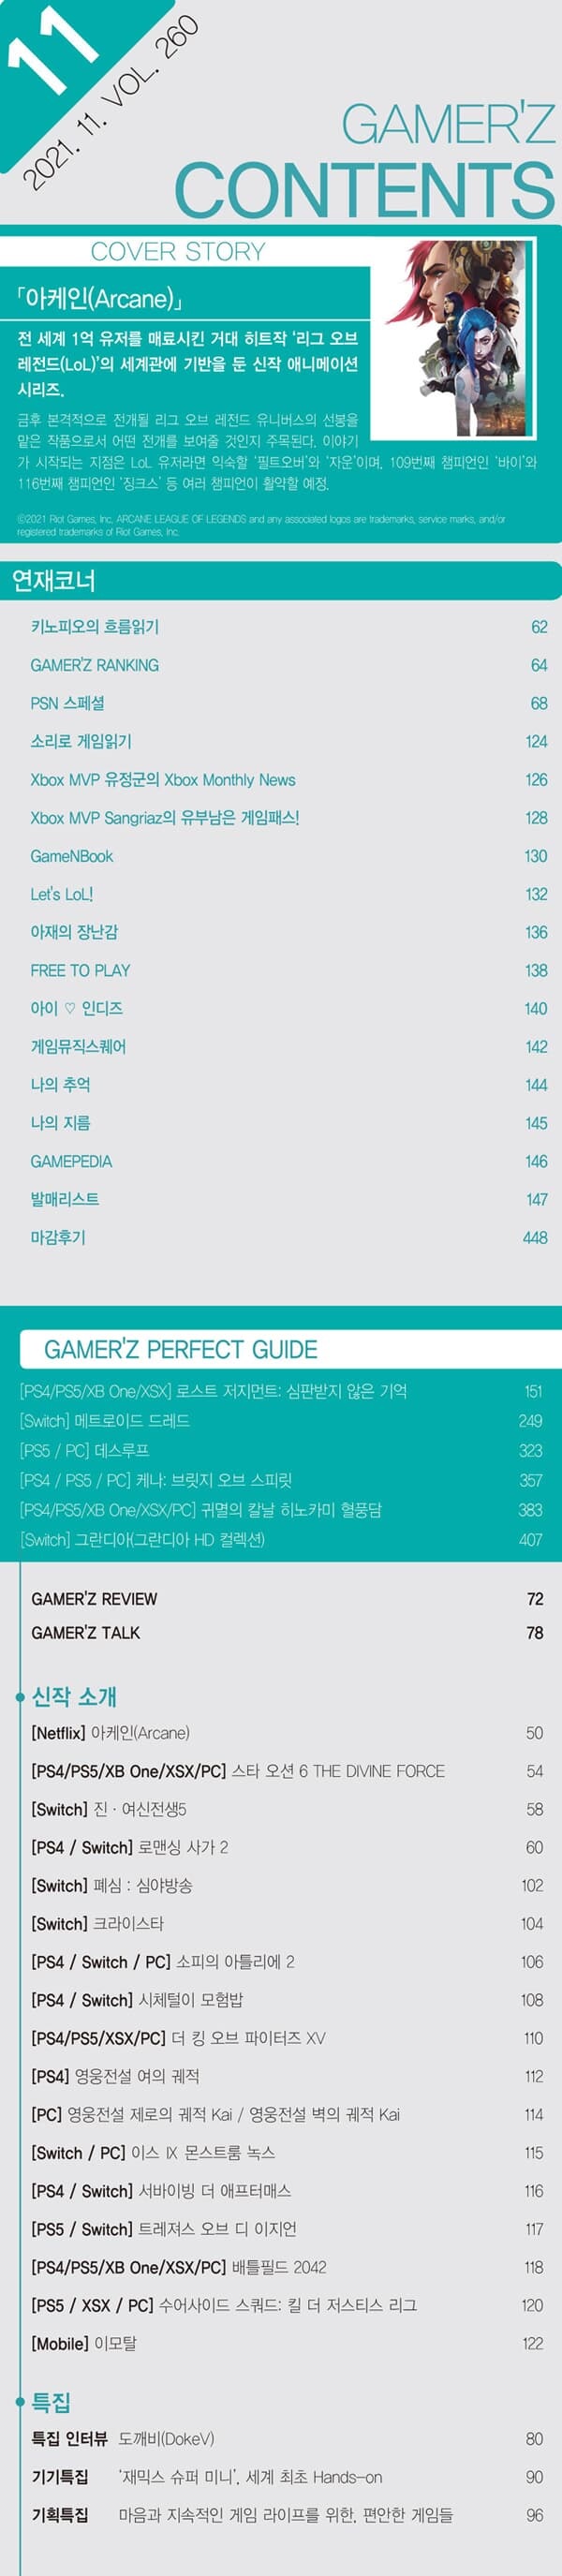 11
2021. 11. VOL. 260
GAMER'Z
CONTENTS
COVER STORY
「아케인(Arcane)」
전 세계 1억 유저를 매료시킨 거대 히트작 '리그 오브
레전드(LoL)'의 세계관에 기반을 둔 신작 애니메이션
시리즈.
금후 본격적으로 전개될 리그 오브 레전드 유니버스의 선봉을
맡은 작품으로서 어떤 전개를 보여줄 것인지 주목된다. 이야기
가 시작되는 지점은 LoL 유저라면 익숙할 '필트오버'와 '자운'이며, 109번째 챔피언인 '바이'와
116번째 챔피언인 '징크스' 등 여러 챔피언이 활약할 예정.
©2021 Riot Games, Inc. ARCANE LEAGUE OF LEGENDS and any associated logos are trademarks, service marks, and/or
registered trademarks of Riot Games, Inc.
연재코너
키노피오의 흐름읽기 62
GAMER'Z RANKING 64
PSN 스페셜 68
소리로 게임읽기 124
Xbox MVP 유정군의 Xbox Monthly News 126
Xbox MVP Sangriaz의 유부남은 게임패스! 128
GameNBook 130
Let's LoL! 132
아재의 장난감 136
FREE TO PLAY 138
아이 ♡ 인디즈 140
게임뮤직스퀘어 142
나의 추억 144
나의 지름 145
GAMEPEDIA 146
발매리스트 147
마감후기 448
GAMER'Z PERFECT GUIDE
[PS4/PS5/XB One/XSX] 로스트 저지먼트: 심판받지 않은 기억 151
[Switch] 메트로이드 드레드 249
[PS5 / PC] 데스루프 323
[PS4 / PS5 / PC] 케나: 브릿지 오브 스피릿 357
[PS4/PS5/XB One/XSX/PC] 귀멸의 칼날 히노카미 혈풍담 383
[Switch] 그란디아(그란디아 HD 컬렉션) 407
GAMER'Z REVIEW 72
GAMER'Z TALK 78
신작 소개
[Netflix] 아케인(Arcane) 50
[PS4/PS5/XB One/XSX/PC] 스타 오션 6 THE DIVINE FORCE 54
[Switch] 진 · 여신전생5 58
[PS4 / Switch] 로맨싱 사가 2 60
[Switch] 폐심 : 심야방송 102
[Switch] 크라이스타 104
[PS4 / Switch / PC] 소피의 아틀리에 2 106
[PS4 / Switch] 시체털이 모험밥 108
[PS4/PS5/XSX/PC] 더 킹 오브 파이터즈 XV 110
[PS4] 영웅전설 여의 궤적 112
[PC] 영웅전설 제로의 궤적 Kai / 영웅전설 벽의 궤적 Kai 114
[Switch / PC] 이스 Ⅸ 몬스트룸 녹스 115
[PS4 / Switch] 서바이빙 더 애프터매스 116
[PS5 / Switch] 트레져스 오브 디 이지언 117
[PS4/PS5/XB One/XSX/PC] 배틀필드 2042 118
[PS5 / XSX / PC] 수어사이드 스쿼드: 킬 더 저스티스 리그 120
[Mobile] 이모탈 122
특집
특집 인터뷰 도깨비(DokeV) 80
기기특집 '재믹스 슈퍼 미니', 세계 최초 Hands-on 90
기획특집 마음과 지속적인 게임 라이프를 위한, 편안한 게임들 96